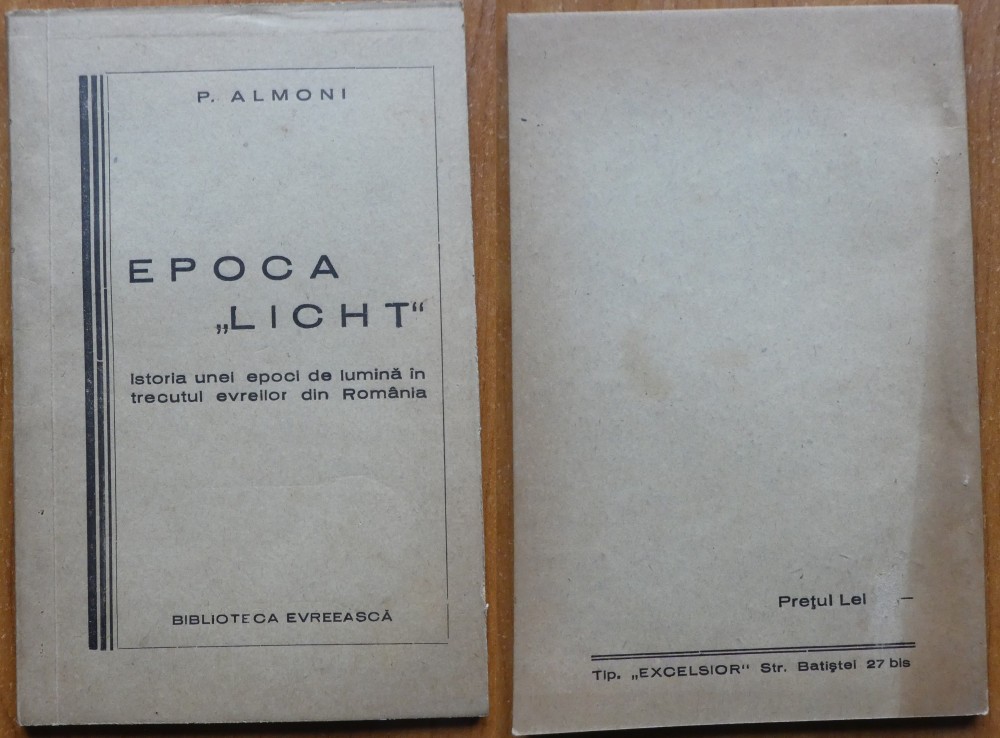 P. ALMONI
EPOCA
„LICHT“
Istoria unei epoci de lumină în
trecutul evreilor din România
BIBLIOTECA EVREEASCĂ
Prețul Lei —
Tip. „EXCELSIOR“ Str. Batiștei 27 bis